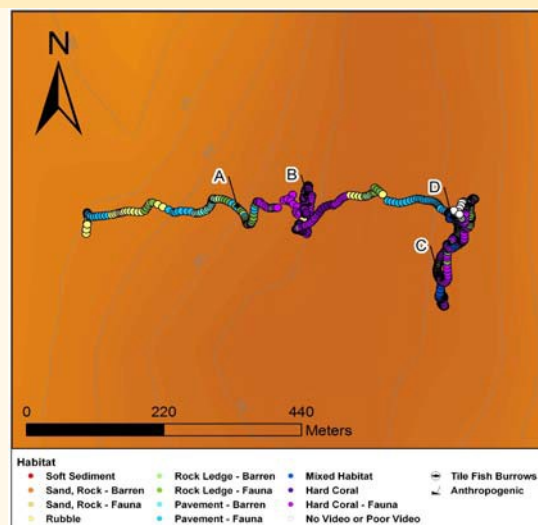 N
A
B
D
C
0 220 440
Meters
Habitat
Soft Sediment
Sand, Rock - Barren
Sand, Rock - Fauna
Rubble
Rock Ledge - Barren
Rock Ledge - Fauna
Pavement - Barren
Pavement - Fauna
Mixed Habitat
Hard Coral
Hard Coral - Fauna
No Video or Poor Video
Tile Fish Burrows
Anthropogenic